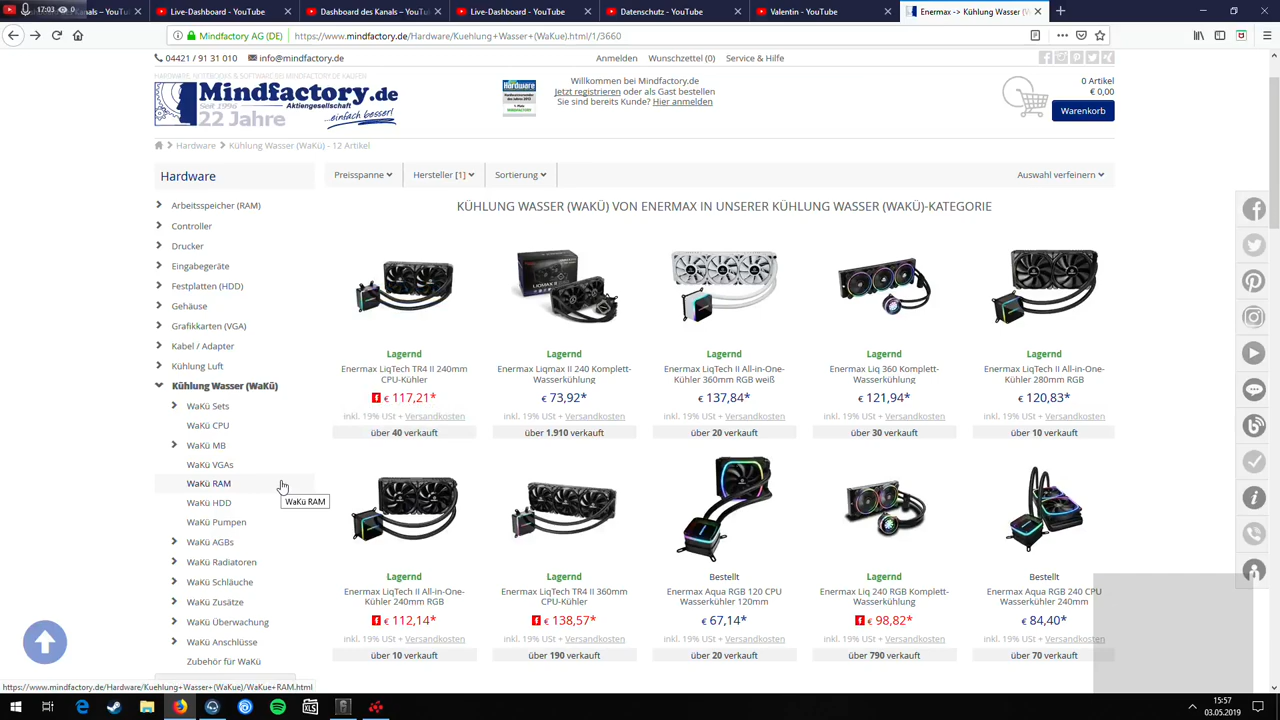 17:03
anals – YouTube
Live-Dashboard - YouTube
Dashboard des Kanals – YouTube
Live-Dashboard - YouTube
Datenschutz - YouTube
Valentin - YouTube
Enermax -> Kühlung Wasser (W
Mindfactory AG (DE)
https://www.mindfactory.de/Hardware/Kuehlung+Wasser+(WaKue).htm/1/3660
04421 / 91 31 010
info@mindfactory.de
Anmelden
Wunschzettel (0)
Service & Hilfe
HARDWARE, NOTEBOOKS & SOFTWARE BEI MINDFACTORY.DE KAUFEN
Mindfactory.de
Seit 1996
Aktiengesellschaft
22 Jahre
...einfach besser!
Hardware
Willkommen bei Mindfactory.de
Jetzt registrieren oder als Gast bestellen
Sie sind bereits Kunde? Hier anmelden
0 Artikel
€ 0,00
Warenkorb
Hardware
Kühlung Wasser (WaKü) - 12 Artikel
Hardware
Preisspanne
Hersteller [1]
Sortierung
Auswahl verfeinern
Arbeitsspeicher (RAM)
Controller
Drucker
Eingabegeräte
Festplatten (HDD)
Gehäuse
Grafikkarten (VGA)
Kabel / Adapter
Kühlung Luft
Kühlung Wasser (WaKü)
WaKü Sets
WaKü CPU
WaKü MB
WaKü VGAs
WaKü RAM
WaKü RAM
WaKü HDD
WaKü Pumpen
WaKü AGBs
WaKü Radiatoren
WaKü Schläuche
WaKü Zusätze
WaKü Überwachung
WaKü Anschlüsse
Zubehör für WaKü
KÜHLUNG WASSER (WAKÜ) VON ENERMAX IN UNSERER KÜHLUNG WASSER (WAKÜ)-KATEGORIE
Lagernd
Enermax LiqTech TR4 II 240mm
CPU-Kühler
€ 117,21*
inkl. 19% USt + Versandkosten
über 40 verkauft
Lagernd
Enermax Liqmax II 240 Komplett-
Wasserkühlung
€ 73,92*
inkl. 19% USt + Versandkosten
über 1.910 verkauft
Lagernd
Enermax LiqTech II All-in-One-
Kühler 360mm RGB weiß
€ 137,84*
inkl. 19% USt + Versandkosten
über 20 verkauft
Lagernd
Enermax Liq 360 Komplett-
Wasserkühlung
€ 121,94*
inkl. 19% USt + Versandkosten
über 30 verkauft
Lagernd
Enermax LiqTech II All-in-One-
Kühler 280mm RGB
€ 120,83*
inkl. 19% USt + Versandkosten
über 10 verkauft
Lagernd
Enermax LiqTech II All-in-One-
Kühler 240mm RGB
€ 112,14*
inkl. 19% USt + Versandkosten
über 10 verkauft
Lagernd
Enermax LiqTech TR4 II 360mm
CPU-Kühler
€ 138,57*
inkl. 19% USt + Versandkosten
über 190 verkauft
Bestellt
Enermax Aqua RGB 120 CPU
Wasserkühler 120mm
€ 67,14*
inkl. 19% USt + Versandkosten
über 20 verkauft
Lagernd
Enermax Liq 240 RGB Komplett-
Wasserkühlung
€ 98,82*
inkl. 19% USt + Versandkosten
über 790 verkauft
Bestellt
Enermax Aqua RGB 240 CPU
Wasserkühler 240mm
€ 84,40*
inkl. 19% USt + Versandkosten
über 70 verkauft
https://www.mindfactory.de/Hardware/Kuehlung+Wasser+(WaKue)/WaKue+RAM.html
15:57
03.05.2019